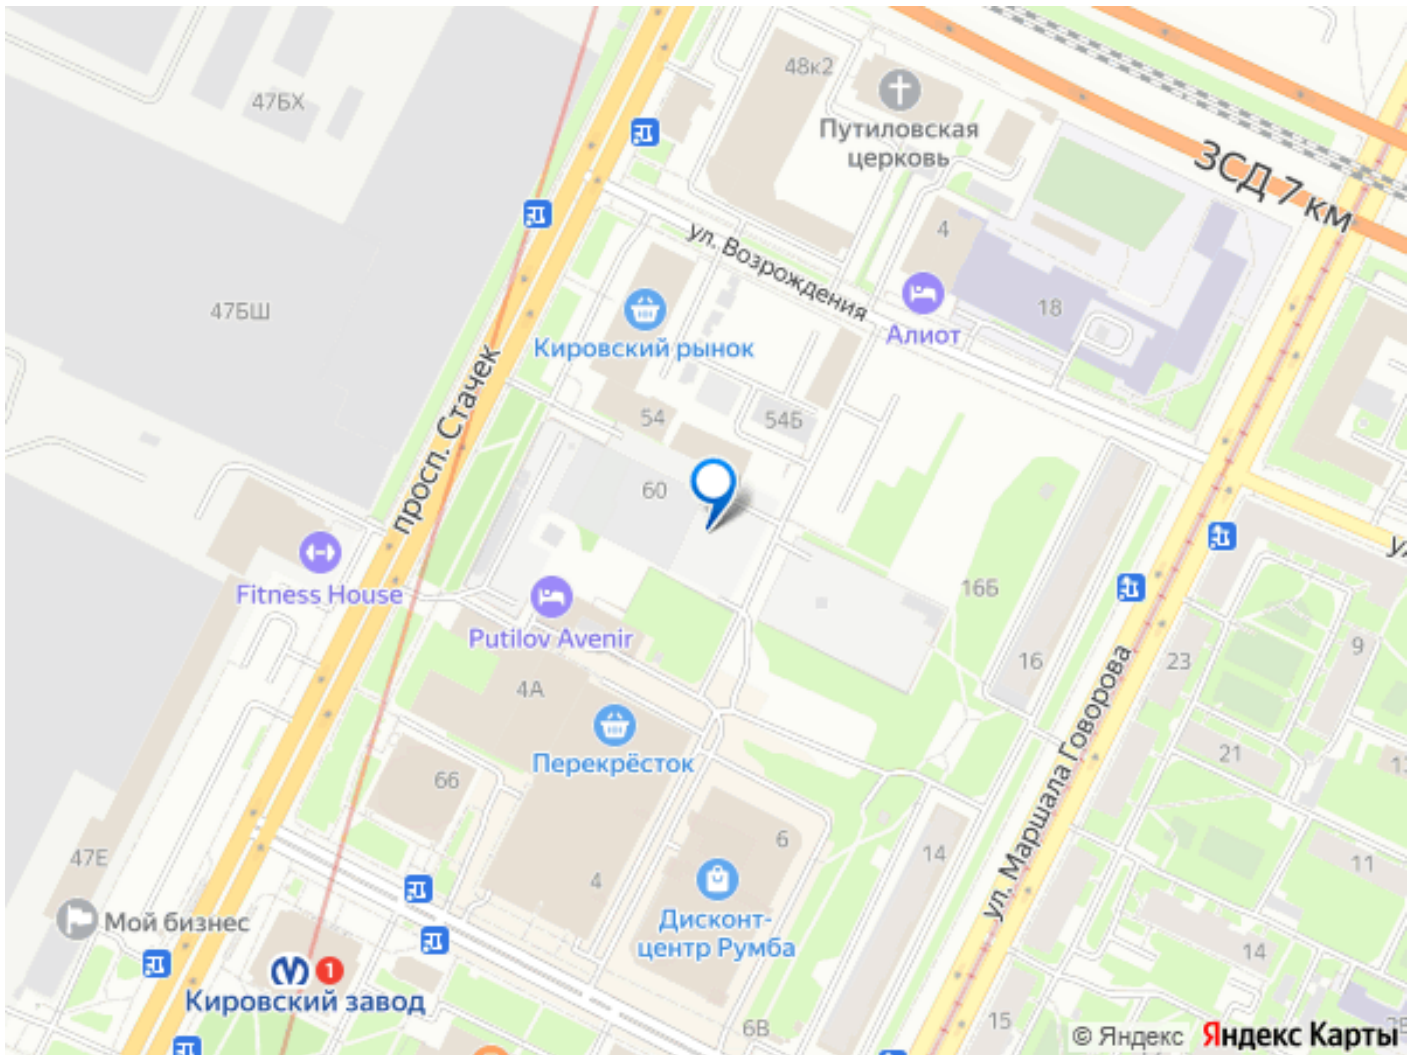 48к2
47БХ
Путиловская
церковь
ЗСД 7 км
4
ул. Возрождения
18
47БШ
Алиот
Кировский рынок
просп. Стачек
54
54Б
60
Fitness House
16Б
Putilov Avenir
16
23
9
4А
ул. Маршала Говорова
Перекрёсток
21
66
6
14
47Е
11
4
Дисконт-
центр Румба
Мой бизнес
14
1
Кировский завод
15
6В
© Яндекс
Яндекс Карты